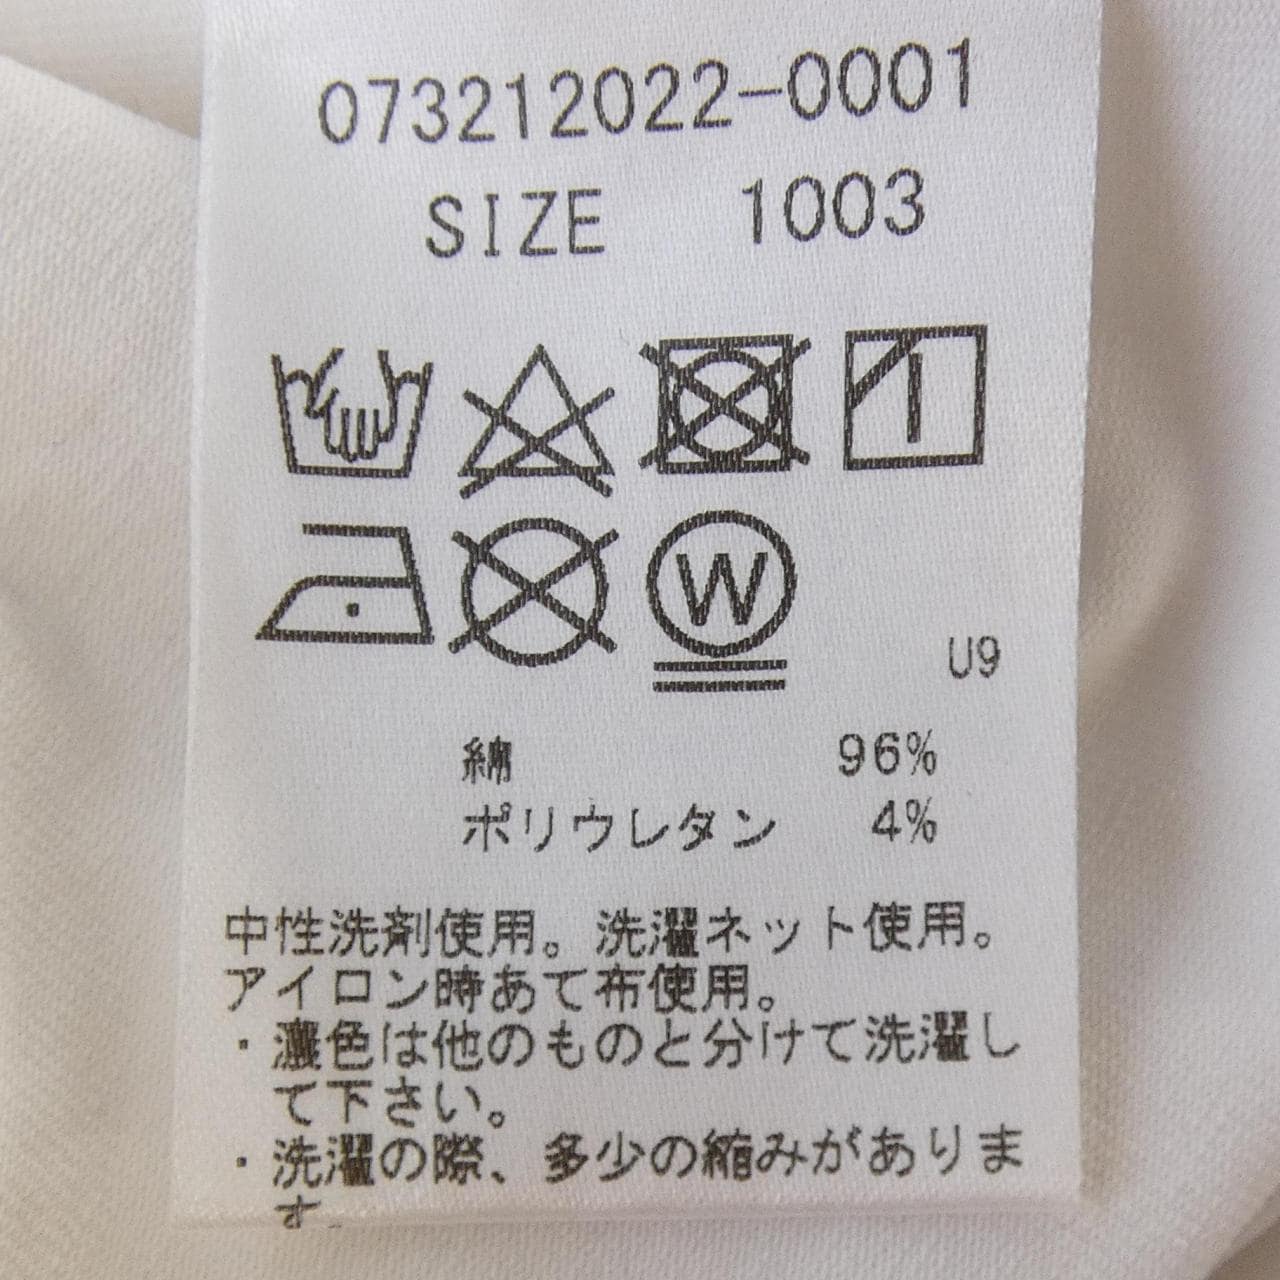 073212022-0001
SIZE 1003
W
U9
綿 96%
ポリウレタン 4%
中性洗剤使用。洗濯ネット使用。
アイロン時あて布使用。
・濃色は他のものと分けて洗濯し
て下さい。
・洗濯の際、多少の縮みがありま
す。